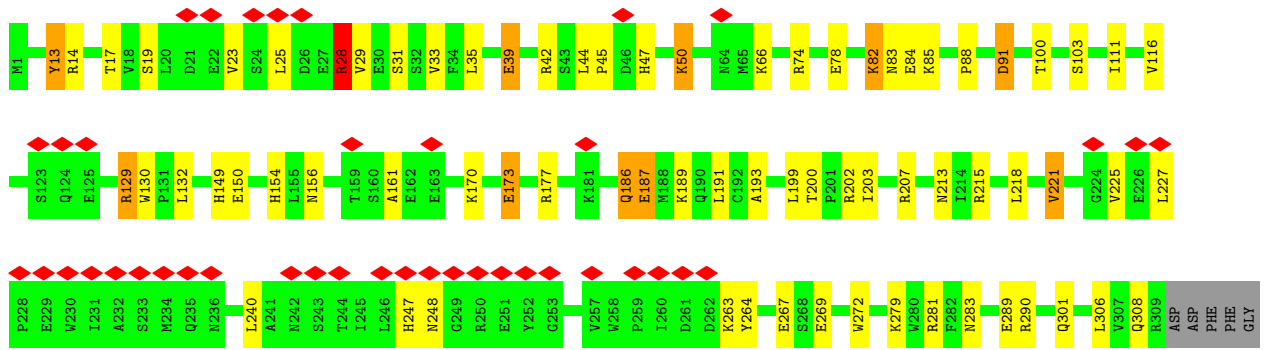 M1 Y13 R14 T17 V18 S19 L20 D21 E22 V23 S24 L25 D26 E27 R28 V29 E30 S31 S32 V33 F34 L35 E39 R42 S43 L44 P45 D46 H47 K50 N64 M65 K66 R74 E78 K82 N83 E84 K85 P88 D91 T100 S103 I111 V116
S123 Q124 E125 R129 W130 P131 L132 H149 E150 H154 L155 N156 T159 S160 A161 E162 E163 K170 E173 R177 K181 Q186 E187 M188 K189 Q190 L191 C192 A193 L199 T200 P201 R202 I203 R207 N213 I214 R215 L218 V221 G224 V225 E226 L227
P228 E229 W230 I231 A232 S233 M234 Q235 N236 L240 A241 N242 S243 T244 I245 L246 H247 N248 G249 R250 E251 Y252 G253 V257 W258 P259 I260 D261 D262 K263 Y264 E267 S268 E269 W272 K279 W280 R281 F282 N283 E289 R290 Q301 L306 V307 Q308 R309 ASP ASP PHE PHE GLY